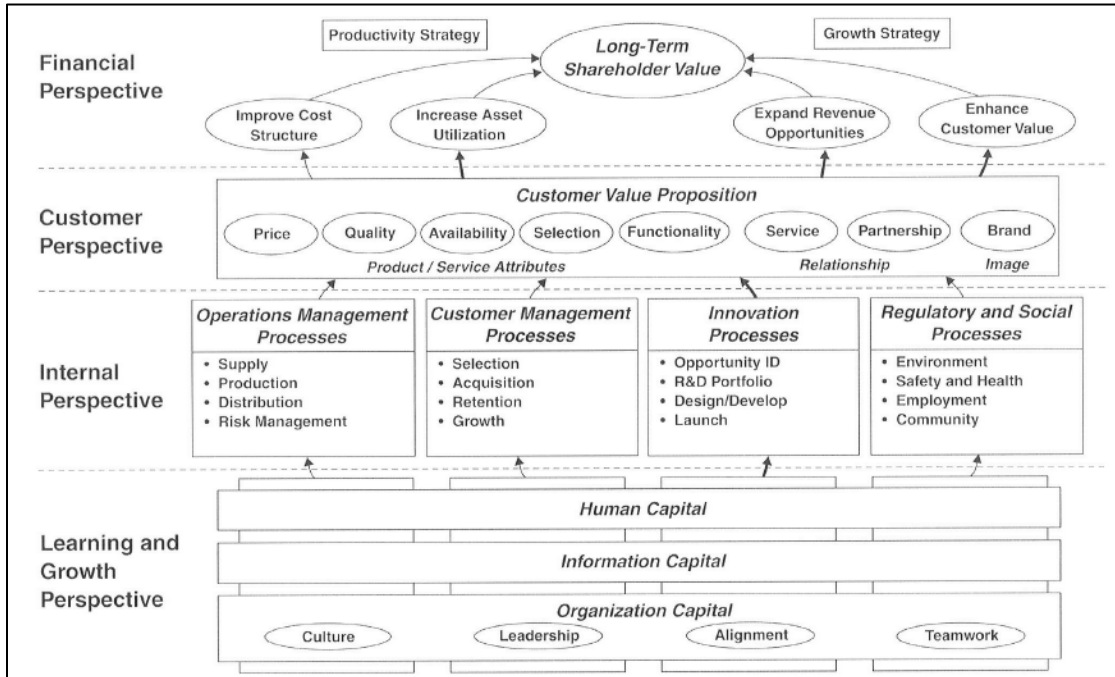 Financial
Perspective
Productivity Strategy
Long-Term
Shareholder Value
Growth Strategy
Improve Cost
Structure
Increase Asset
Utilization
Expand Revenue
Opportunities
Enhance
Customer Value
Customer
Perspective
Customer Value Proposition
Price
Quality
Availability
Selection
Functionality
Service
Partnership
Brand
Product / Service Attributes
Relationship
Image
Internal
Perspective
Operations Management
Processes
• Supply
• Production
• Distribution
• Risk Management
Customer Management
Processes
• Selection
• Acquisition
• Retention
• Growth
Innovation
Processes
• Opportunity ID
• R&D Portfolio
• Design/Develop
• Launch
Regulatory and Social
Processes
• Environment
• Safety and Health
• Employment
• Community
Learning and
Growth
Perspective
Human Capital
Information Capital
Organization Capital
Culture
Leadership
Alignment
Teamwork